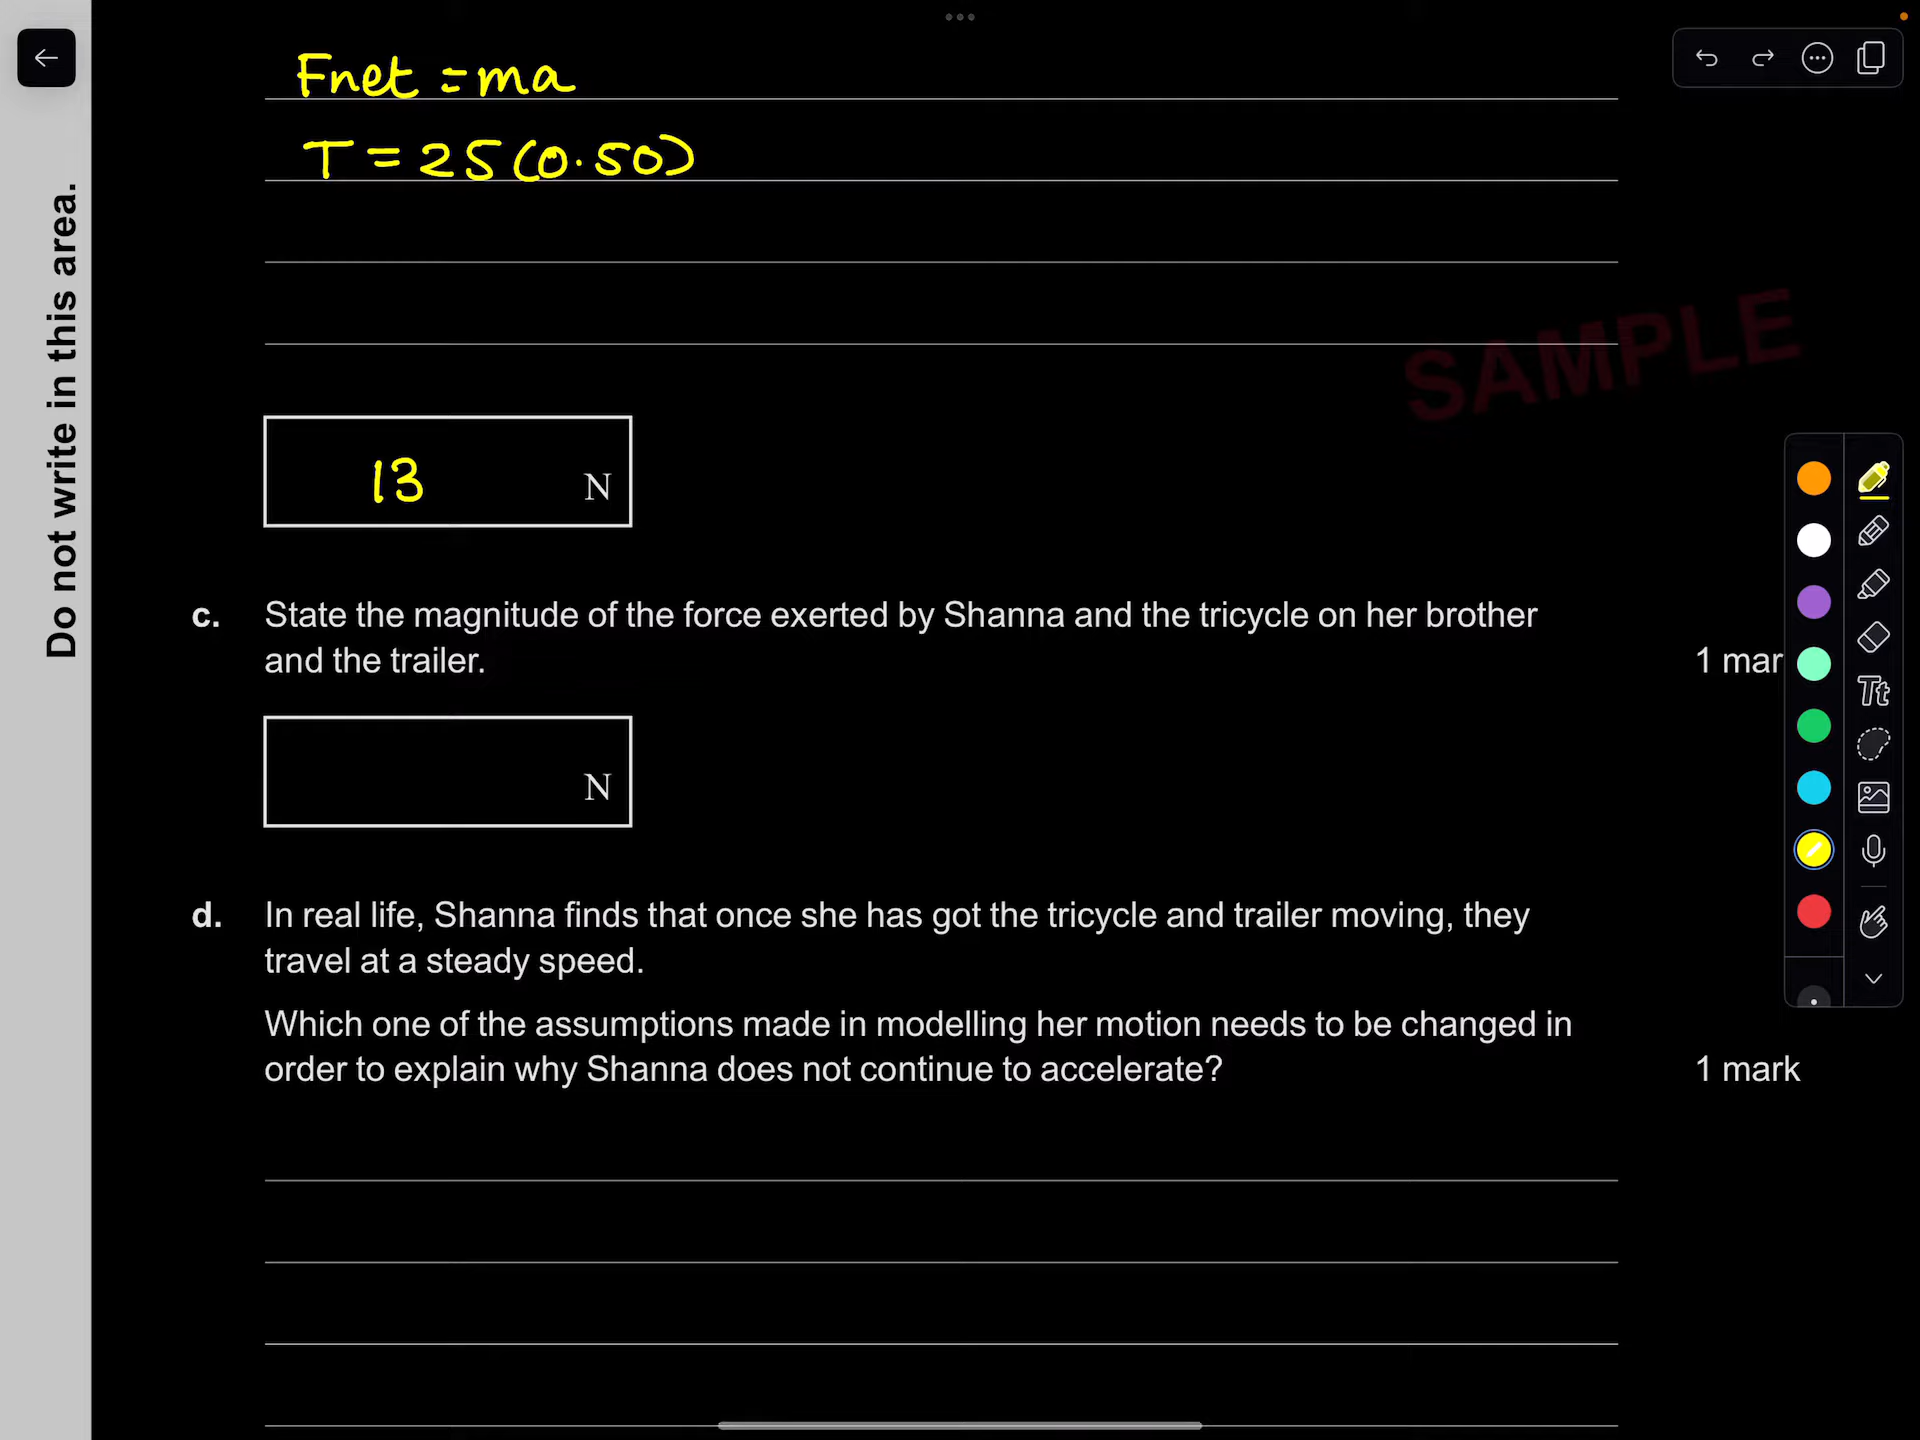 Fnet = ma
T = 25(0.50)
Do not write in this area.
SAMPLE
13 N
c. State the magnitude of the force exerted by Shanna and the tricycle on her brother
and the trailer.
1 mar
N
Tt
d. In real life, Shanna finds that once she has got the tricycle and trailer moving, they
travel at a steady speed.
Which one of the assumptions made in modelling her motion needs to be changed in
order to explain why Shanna does not continue to accelerate?
1 mark